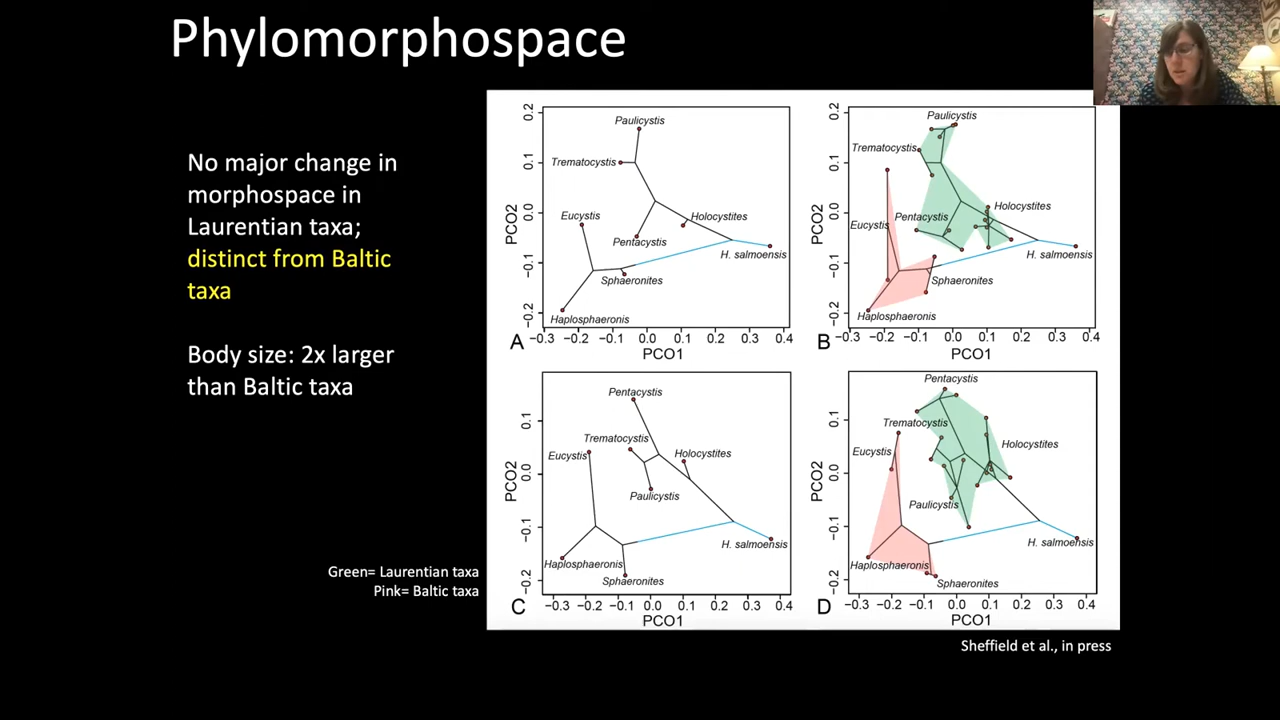 Phylomorphospace
No major change in
morphospace in
Laurentian taxa;
distinct from Baltic
taxa
Body size: 2x larger
than Baltic taxa
Green= Laurentian taxa
Pink= Baltic taxa
0.2
0.1
0.0
−0.1
−0.2
PCO2
Paulicystis
Trematocystis
Eucystis
Holocystites
Pentacystis
H. salmoensis
Sphaeronites
Haplosphaeronis
A
−0.3 −0.2 −0.1 0.0 0.1 0.2 0.3 0.4
PCO1
0.2
0.1
0.0
−0.1
−0.2
PCO2
Paulicystis
Trematocystis
Holocystites
Pentacystis
Eucystis
H. salmoensis
Sphaeronites
Haplosphaeronis
B
−0.3 −0.2 −0.1 0.0 0.1 0.2 0.3 0.4
PCO1
0.1
0.0
−0.1
−0.2
PCO2
Pentacystis
Trematocystis
Eucystis
Holocystites
Paulicystis
H. salmoensis
Haplosphaeronis
Sphaeronites
C
−0.3 −0.2 −0.1 0.0 0.1 0.2 0.3 0.4
PCO1
0.1
0.0
−0.1
−0.2
PCO2
Pentacystis
Trematocystis
Holocystites
Eucystis
Paulicystis
H. salmoensis
Haplosphaeronis
Sphaeronites
D
−0.3 −0.2 −0.1 0.0 0.1 0.2 0.3 0.4
PCO1
Sheffield et al., in press